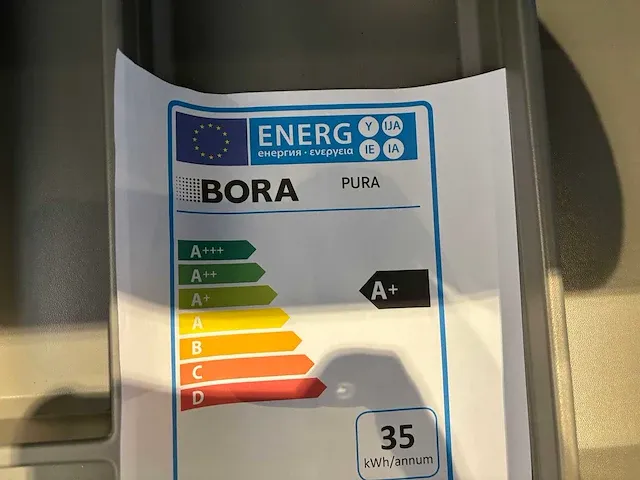 ENERG Y IJA
енергия · ενεργεια IE IA
BORA PURA
A+++
A++
A+ A+
A
B
C
D
35
kWh/annum